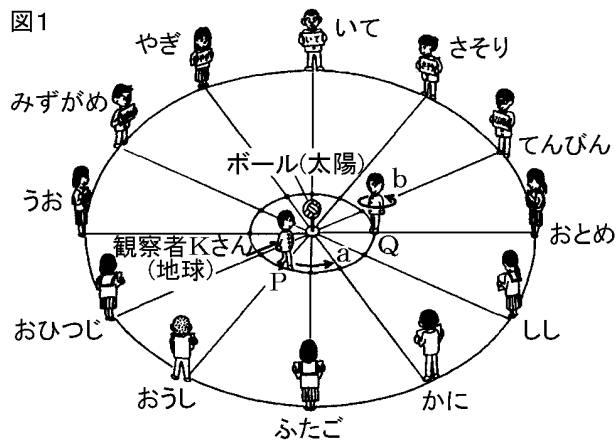 図1
いて
やぎ
さそり
みずがめ
てんびん
ボール(太陽)
b
うお
おとめ
観察者Kさん
(地球)
Q
a
P
おひつじ
しし
おうし
かに
ふたご